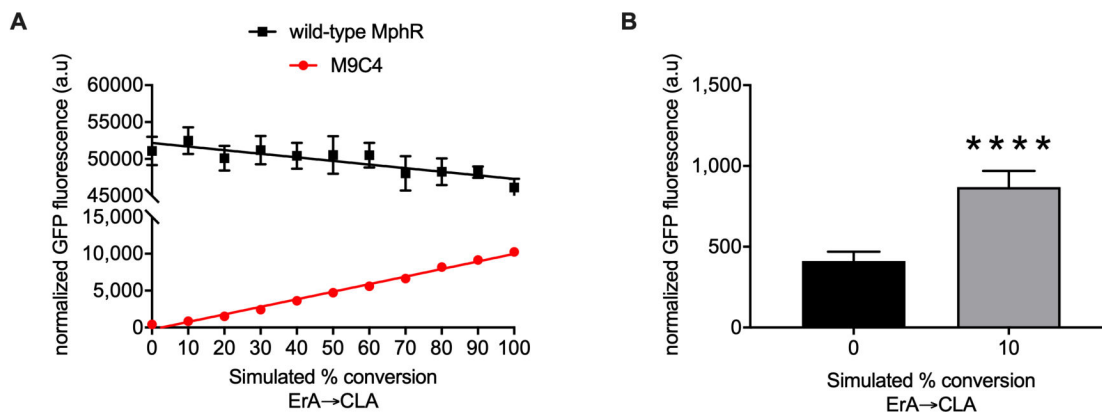 A
wild-type MphR
M9C4
normalized GFP fluorescence (a.u)
60000
55000
50000
45000
15,000
10,000
5,000
0
0 10 20 30 40 50 60 70 80 90 100
Simulated % conversion
ErA→CLA
B
normalized GFP fluorescence (a.u)
1,500
1,000
500
0
****
0 10
Simulated % conversion
ErA→CLA